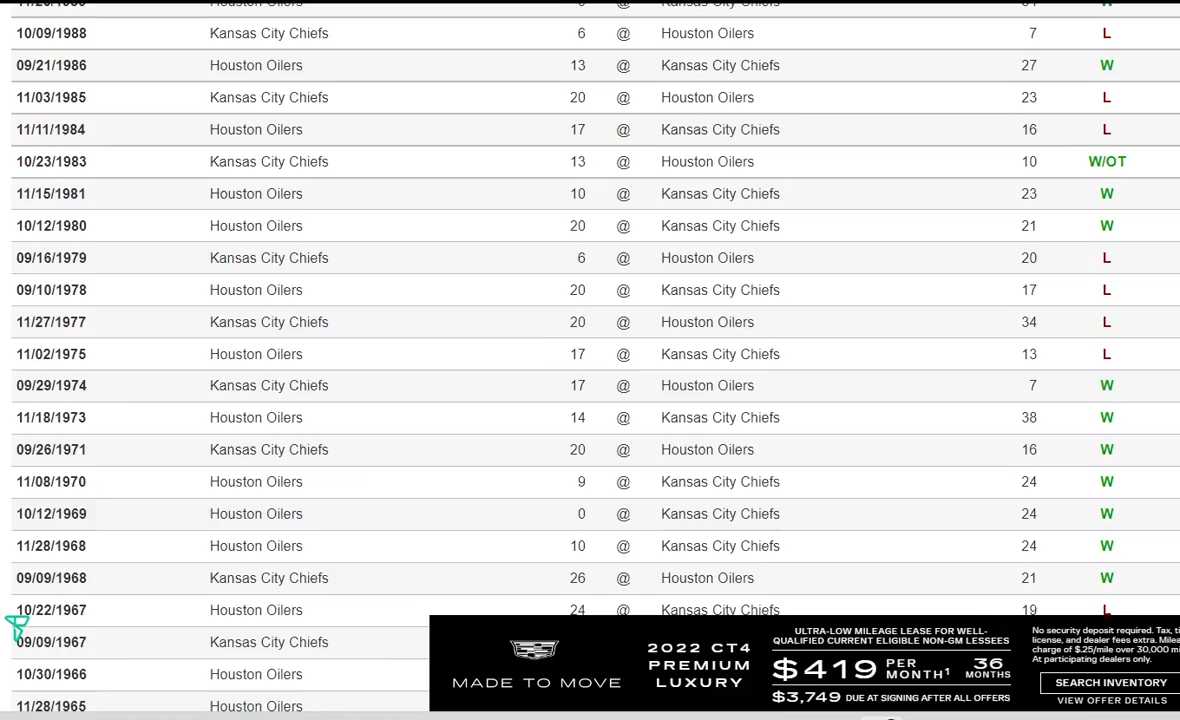 10/09/1988 Kansas City Chiefs 6 @ Houston Oilers 7 L
09/21/1986 Houston Oilers 13 @ Kansas City Chiefs 27 W
11/03/1985 Kansas City Chiefs 20 @ Houston Oilers 23 L
11/11/1984 Houston Oilers 17 @ Kansas City Chiefs 16 L
10/23/1983 Kansas City Chiefs 13 @ Houston Oilers 10 W/OT
11/15/1981 Houston Oilers 10 @ Kansas City Chiefs 23 W
10/12/1980 Houston Oilers 20 @ Kansas City Chiefs 21 W
09/16/1979 Kansas City Chiefs 6 @ Houston Oilers 20 L
09/10/1978 Houston Oilers 20 @ Kansas City Chiefs 17 L
11/27/1977 Kansas City Chiefs 20 @ Houston Oilers 34 L
11/02/1975 Houston Oilers 17 @ Kansas City Chiefs 13 L
09/29/1974 Kansas City Chiefs 17 @ Houston Oilers 7 W
11/18/1973 Houston Oilers 14 @ Kansas City Chiefs 38 W
09/26/1971 Kansas City Chiefs 20 @ Houston Oilers 16 W
11/08/1970 Houston Oilers 9 @ Kansas City Chiefs 24 W
10/12/1969 Houston Oilers 0 @ Kansas City Chiefs 24 W
11/28/1968 Houston Oilers 10 @ Kansas City Chiefs 24 W
09/09/1968 Kansas City Chiefs 26 @ Houston Oilers 21 W
10/22/1967 Houston Oilers 24 @ Kansas City Chiefs 19 L
09/09/1967 Kansas City Chiefs
10/30/1966 Houston Oilers
11/28/1965 Houston Oilers
MADE TO MOVE
2022 CT4
PREMIUM
LUXURY
ULTRA-LOW MILEAGE LEASE FOR WELL-
QUALIFIED CURRENT ELIGIBLE NON-GM LESSEES
$419 PER MONTH¹ 36 MONTHS
$3,749 DUE AT SIGNING AFTER ALL OFFERS
No security deposit required. Tax,
license, and dealer fees extra.
charge of $.25/mile over 30,000
At participating dealers only.
SEARCH INVENTORY
VIEW OFFER DETAILS